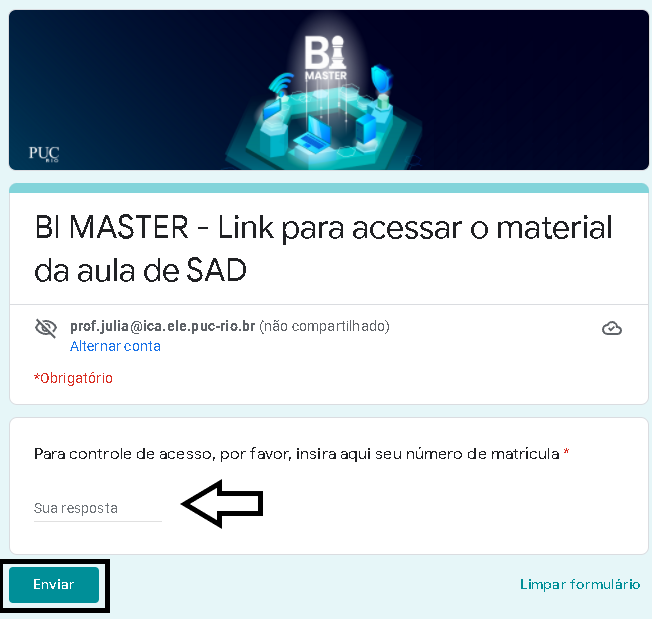 BI
MASTER
PUC
RIO
BI MASTER - Link para acessar o material
da aula de SAD
prof.julia@ica.ele.puc-rio.br (não compartilhado)
Alternar conta
*Obrigatório
Para controle de acesso, por favor, insira aqui seu número de matrícula *
Sua resposta
Enviar
Limpar formulário